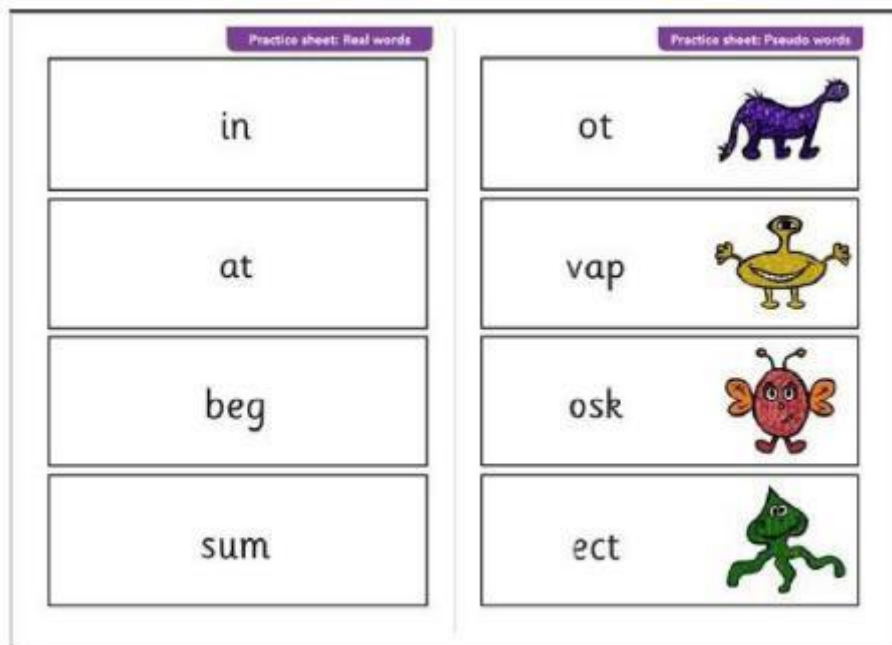 Practice sheet: Real words
in
at
beg
sum
Practice sheet: Pseudo words
ot
vap
osk
ect